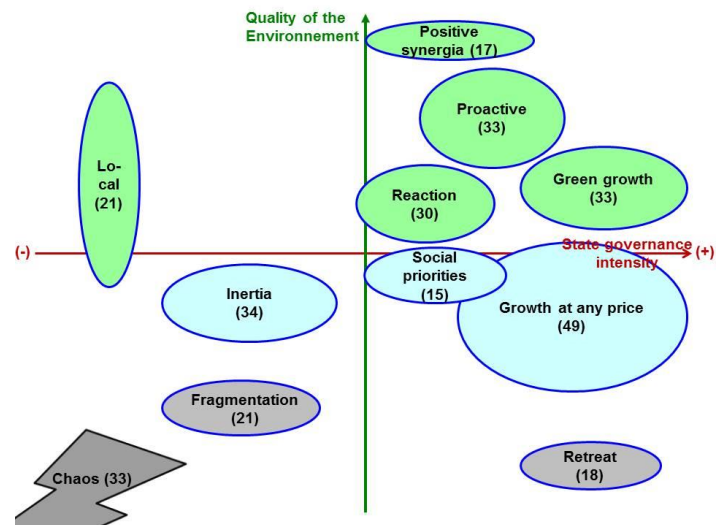 Quality of the
Environnement
Positive
synergia (17)
Proactive
(33)
Lo-
cal
(21)
Green growth
(33)
Reaction
(30)
(-)
State governance
intensity
(+)
Social
priorities
(15)
Inertia
(34)
Growth at any price
(49)
Fragmentation
(21)
Chaos (33)
Retreat
(18)